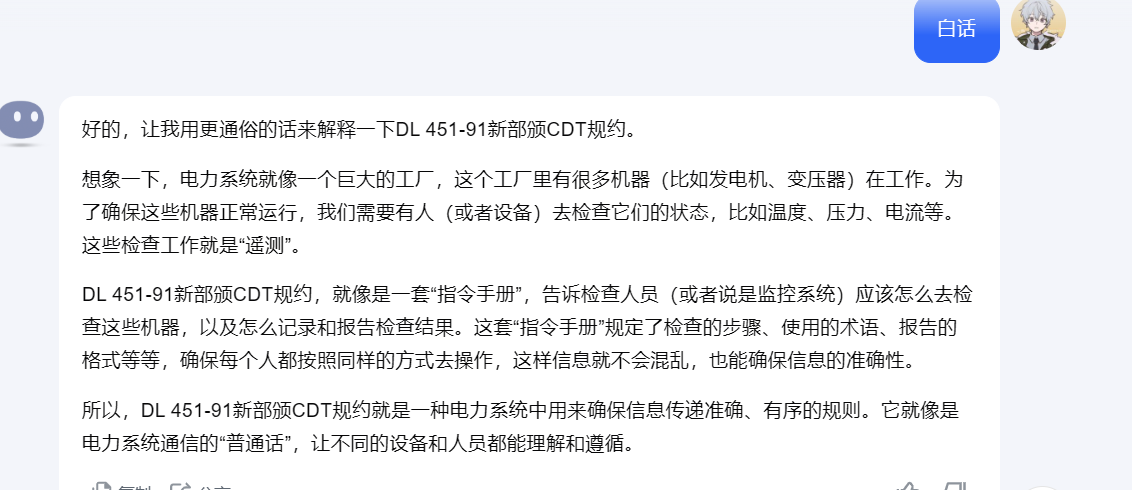 白话
好的，让我用更通俗的话来解释一下DL 451-91新部颁CDT规约。
想象一下，电力系统就像一个巨大的工厂，这个工厂里有很多机器（比如发电机、变压器）在工作。为
了确保这些机器正常运行，我们需要有人（或者设备）去检查它们的状态，比如温度、压力、电流等。
这些检查工作就是“遥测”。
DL 451-91新部颁CDT规约，就像是一套“指令手册”，告诉检查人员（或者说是监控系统）应该怎么去检
查这些机器，以及怎么记录和报告检查结果。这套“指令手册”规定了检查的步骤、使用的术语、报告的
格式等等，确保每个人都按照同样的方式去操作，这样信息就不会混乱，也能确保信息的准确性。
所以，DL 451-91新部颁CDT规约就是一种电力系统中用来确保信息传递准确、有序的规则。它就像是
电力系统通信的“普通话”，让不同的设备和人员都能理解和遵循。